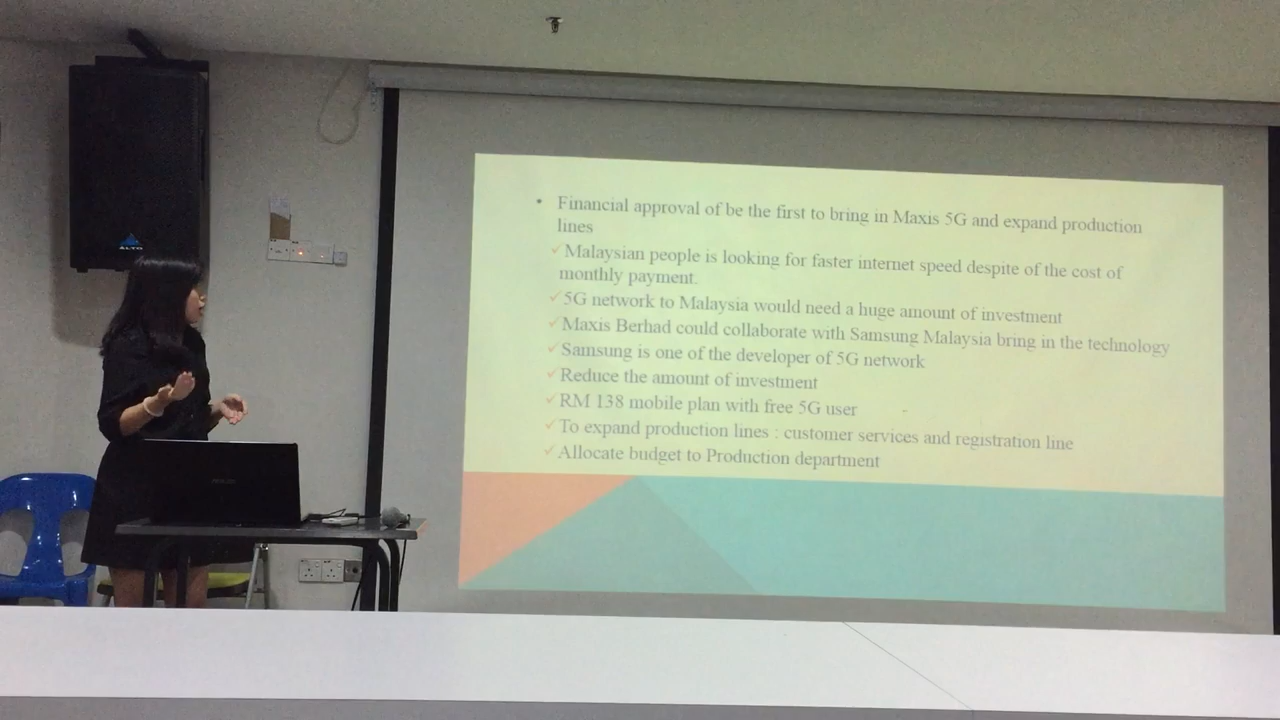 ALTO
• Financial approval of be the first to bring in Maxis 5G and expand production
lines
✓Malaysian people is looking for faster internet speed despite of the cost of
monthly payment.
✓5G network to Malaysia would need a huge amount of investment
✓Maxis Berhad could collaborate with Samsung Malaysia bring in the technology
✓Samsung is one of the developer of 5G network
✓Reduce the amount of investment
✓RM 138 mobile plan with free 5G user
✓To expand production lines : customer services and registration line
✓Allocate budget to Production department